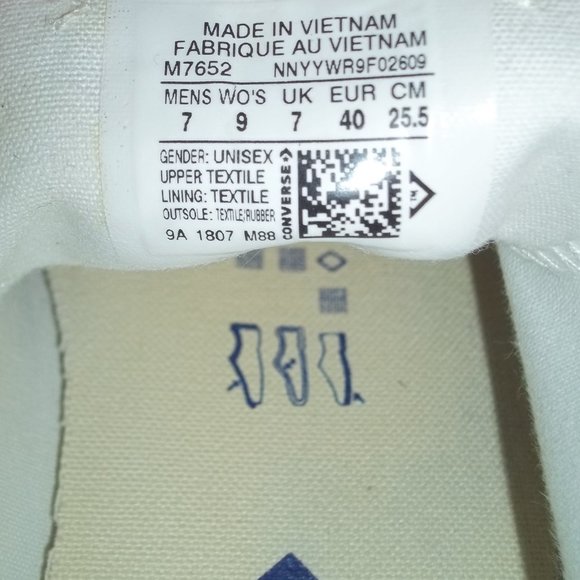 MADE IN VIETNAM
FABRIQUE AU VIETNAM
M7652 NNYYWR9F02609
MENS WO'S UK EUR CM
7 9 7 40 25.5
GENDER: UNISEX
UPPER TEXTILE
LINING: TEXTILE
OUTSOLE: TEXTILE/RUBBER
9A 1807 M88
CONVERSE
TM